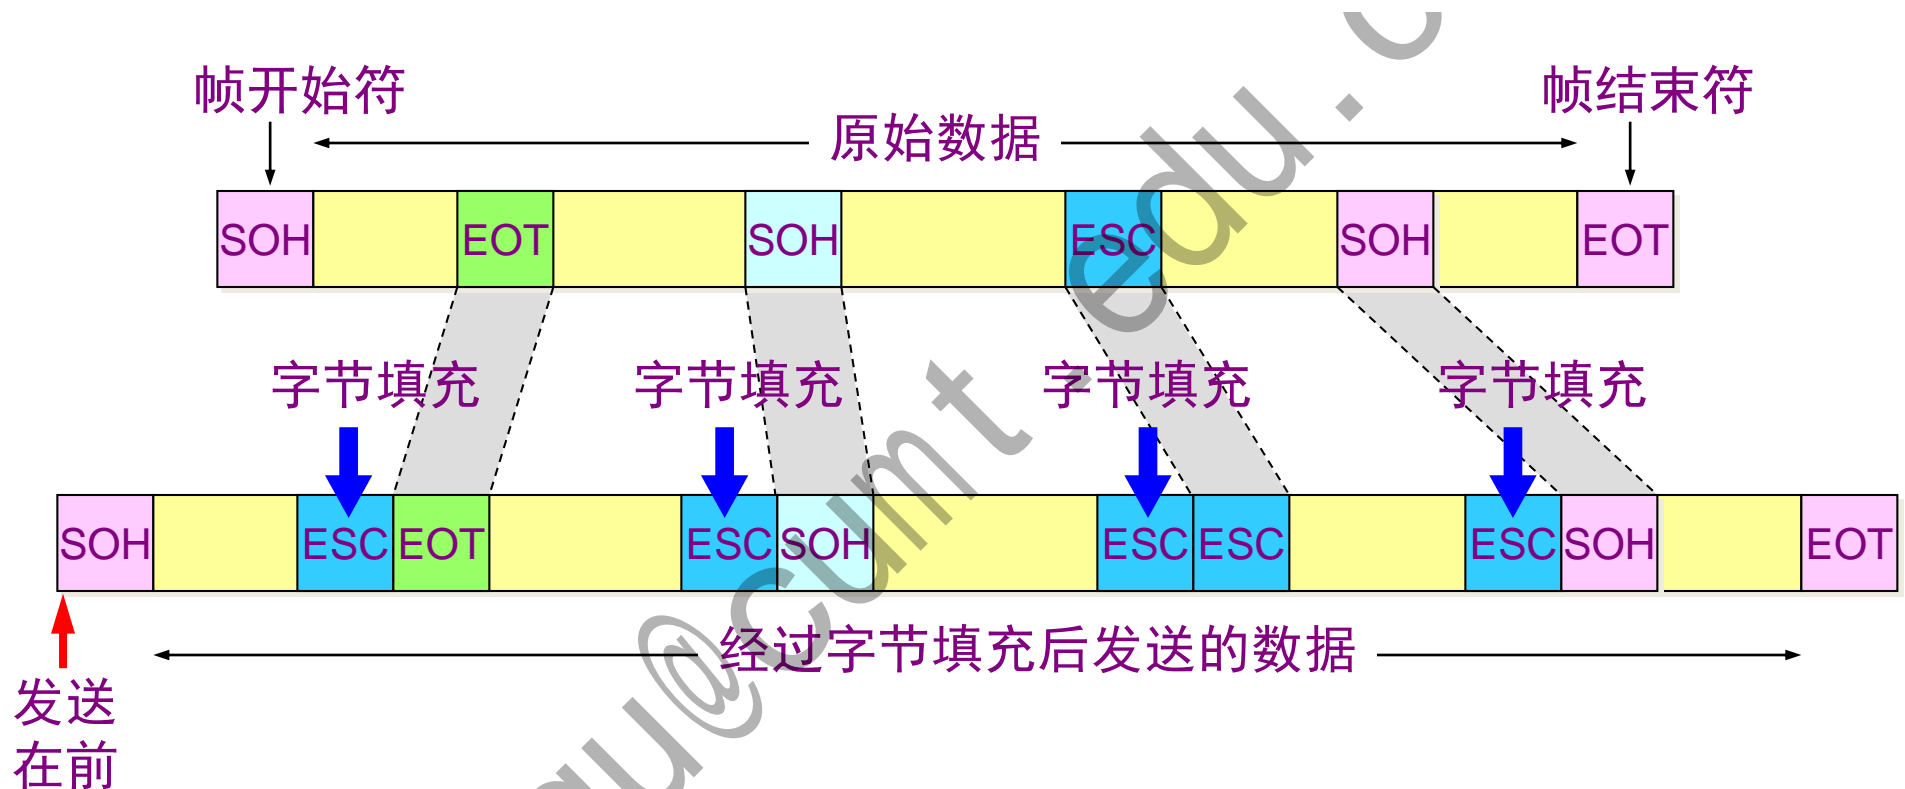 帧开始符
帧结束符
原始数据
SOH EOT SOH ESC SOH EOT
字节填充 字节填充 字节填充 字节填充
SOH ESC EOT ESC SOH ESC ESC ESC SOH EOT
经过字节填充后发送的数据
发送
在前
u@cumt.edu.c